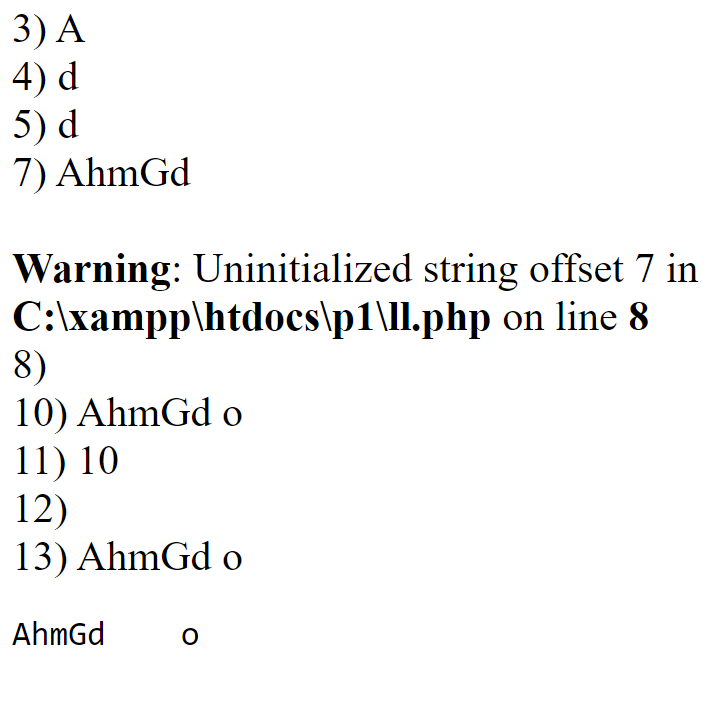 3) A
4) d
5) d
7) AhmGd
Warning: Uninitialized string offset 7 in
C:\xampp\htdocs\p1\ll.php on line 8
8)
10) AhmGd o
11) 10
12)
13) AhmGd o
AhmGd     o